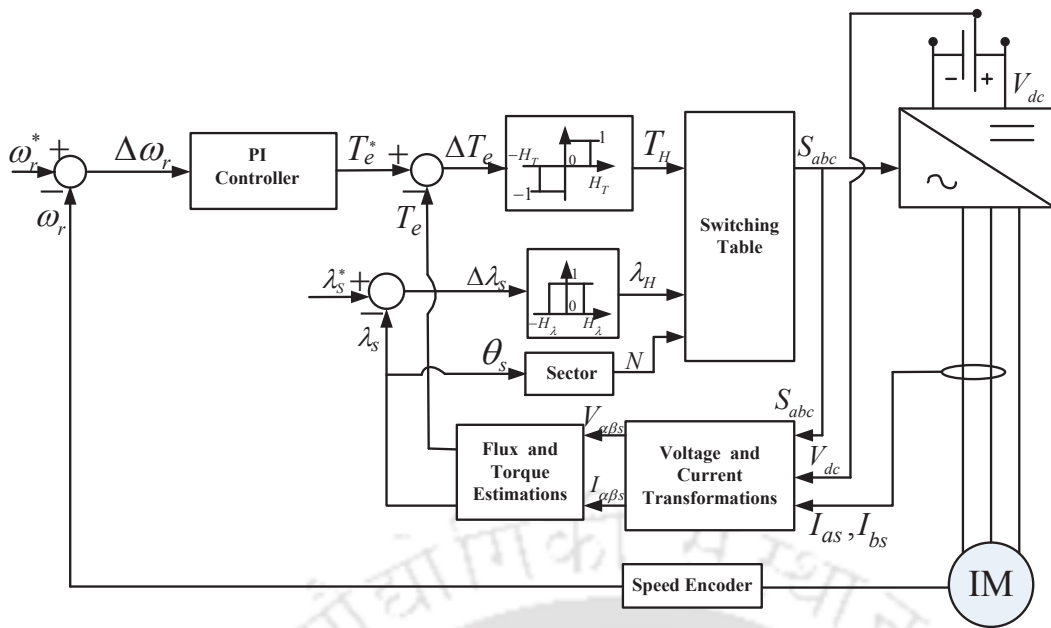 ω_r^* +
−
ω_r
Δω_r
PI
Controller
T_e^* +
−
T_e
ΔT_e
−H_T
1
0
−1
H_T
T_H
Switching
Table
S_abc
− +
V_dc
λ_s^* +
−
λ_s
Δλ_s
1
0
−H_λ
H_λ
λ_H
θ_s
Sector
N
S_abc
V_αβs
I_αβs
Flux and
Torque
Estimations
Voltage and
Current
Transformations
V_dc
I_as , I_bs
Speed Encoder
IM